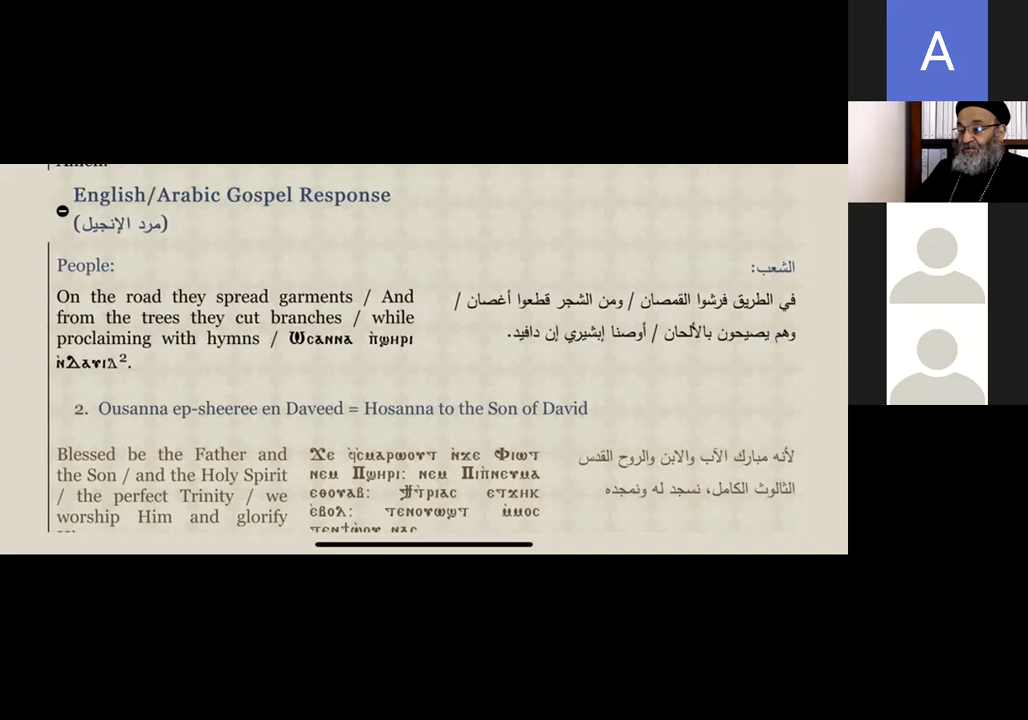 Amen.
English/Arabic Gospel Response
(مرد الإنجيل)
People:
On the road they spread garments / And
from the trees they cut branches / while
proclaiming with hymns / Ⲱⲥⲁⲛⲛⲁ ⲡ̀ϣⲏⲣⲓ
ⲛ̀Ⲇⲁⲩⲓⲇ².
الشعب:
في الطريق فرشوا القمصان / ومن الشجر قطعوا أغصان /
وهم يصيحون بالألحان / أوصنا إبشيري إن دافيد.
2. Ousanna ep-sheeree en Daveed = Hosanna to the Son of David
Blessed be the Father and
the Son / and the Holy Spirit
/ the perfect Trinity / we
worship Him and glorify
Ϫⲉ ϥ̀ⲥⲙⲁⲣⲱⲟⲩⲧ ⲛ̀ϫⲉ Ⲫⲓⲱⲧ
ⲛⲉⲙ Ⲡϣⲏⲣⲓ: ⲛⲉⲙ Ⲡⲓⲡ̀ⲛⲉⲩⲙⲁ
ⲉⲑⲟⲩⲁⲃ: Ϯⲧ̀ⲣⲓⲁⲥ ⲉⲧϫⲏⲕ
ⲉ̀ⲃⲟⲗ: ⲧⲉⲛⲟⲩⲱϣⲧ ⲙ̀ⲙⲟⲥ
ⲧⲉⲛϯⲱ̀ⲟⲩ ⲛⲁⲥ
لأنه مبارك الآب والابن والروح القدس
الثالوث الكامل، نسجد له ونمجده
A